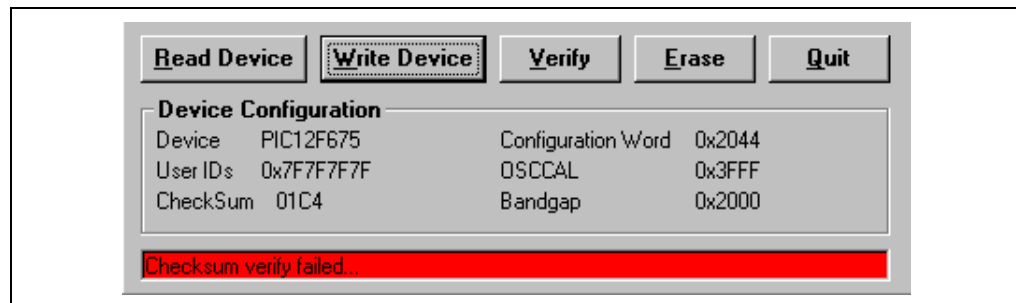 Read Device Write Device Verify Erase Quit
Device Configuration
Device PIC12F675 Configuration Word 0x2044
User IDs 0x7F7F7F7F OSCCAL 0x3FFF
CheckSum 01C4 Bandgap 0x2000
Checksum verify failed...